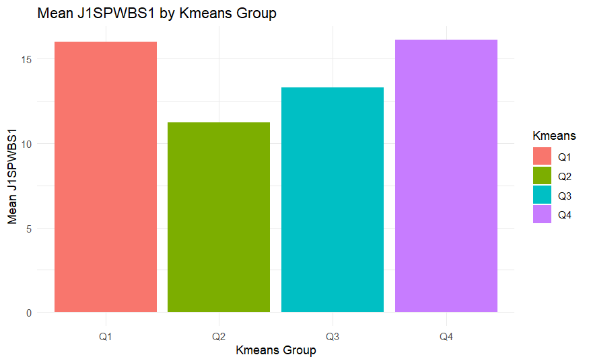 Mean J1SPWBS1 by Kmeans Group
15
10
5
0
Mean J1SPWBS1
Q1 Q2 Q3 Q4
Kmeans Group
Kmeans
Q1
Q2
Q3
Q4